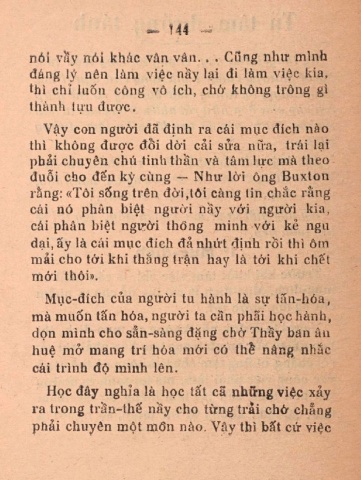 — 144 —
nói vầy nói khác vân vân... Cũng như mình
đáng lý nên làm việc nầy lại đi làm việc kia,
thì chỉ luốn công vô ích, chớ không trông gì
thành tựu được.
Vậy con người đã định ra cái mục đích nào
thì không được đổi dời cải sửa nữa, trái lại
phải chuyên chú tinh thần và tâm lực mà theo
đuỗi cho đến kỳ cùng — Như lời ông Buxton
rằng: «Tôi sống trên đời, tôi càng tin chắc rằng
cái nó phân biệt người nầy với người kia,
cái phân biệt người thông minh với kẻ ngu
dại, ấy là cái mục đích đã nhứt định rồi thì ôm
mải cho tới khi thắng trận hay là tới khi chết
mới thôi».
Mục-đích của người tu hành là sự tấn-hóa,
mà muốn tấn hóa, người ta cần phải học hành,
dọn mình cho sẵn-sàng đặng chờ Thầy ban ân
huệ mở mang trí hóa mới có thể nâng nhắc
cái trình độ mình lên.
Học đây nghĩa là học tất cã những việc xảy
ra trong trần-thế nầy cho từng trải chớ chẳng
phải chuyên một môn nào. Vậy thì bất cứ việc